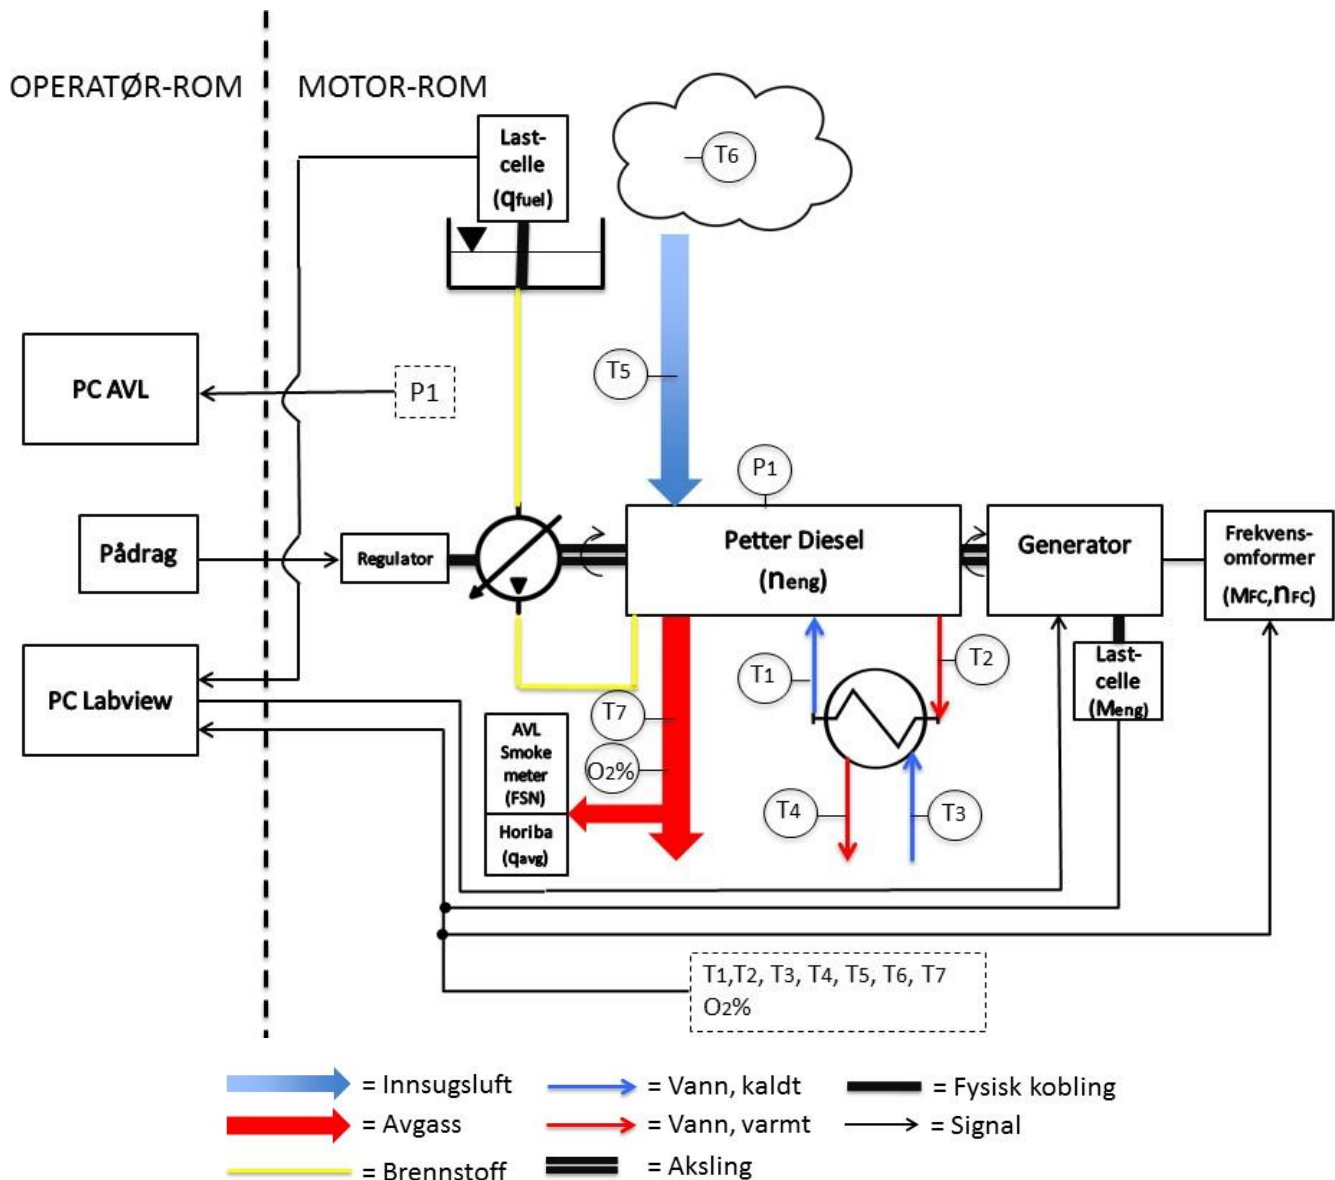 OPERATØR-ROM
MOTOR-ROM
Last-
celle
(qfuel)
T6
T5
PC AVL
P1
P1
Pådrag
Regulator
Petter Diesel
(neng)
Generator
Frekvens-
omformer
(MFC,nFC)
PC Labview
T1
T2
Last-
celle
(Meng)
T7
AVL
Smoke
meter
(FSN)
O2%
Horiba
(qavg)
T4
T3
T1,T2, T3, T4, T5, T6, T7
O2%
= Innsugsluft
= Vann, kaldt
= Fysisk kobling
= Avgass
= Vann, varmt
= Signal
= Brennstoff
= Aksling